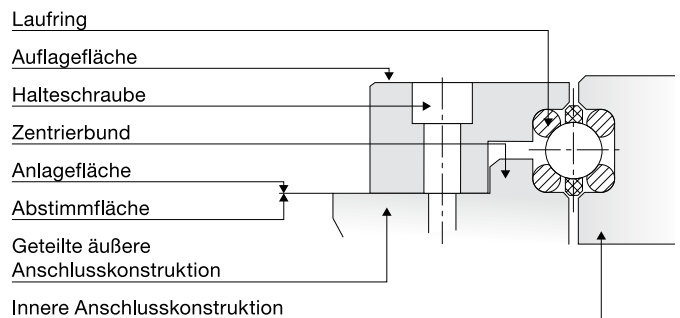 Laufring
Auflagefläche
Halteschraube
Zentrierbund
Anlagefläche
Abstimmfläche
Geteilte äußere
Anschlusskonstruktion
Innere Anschlusskonstruktion